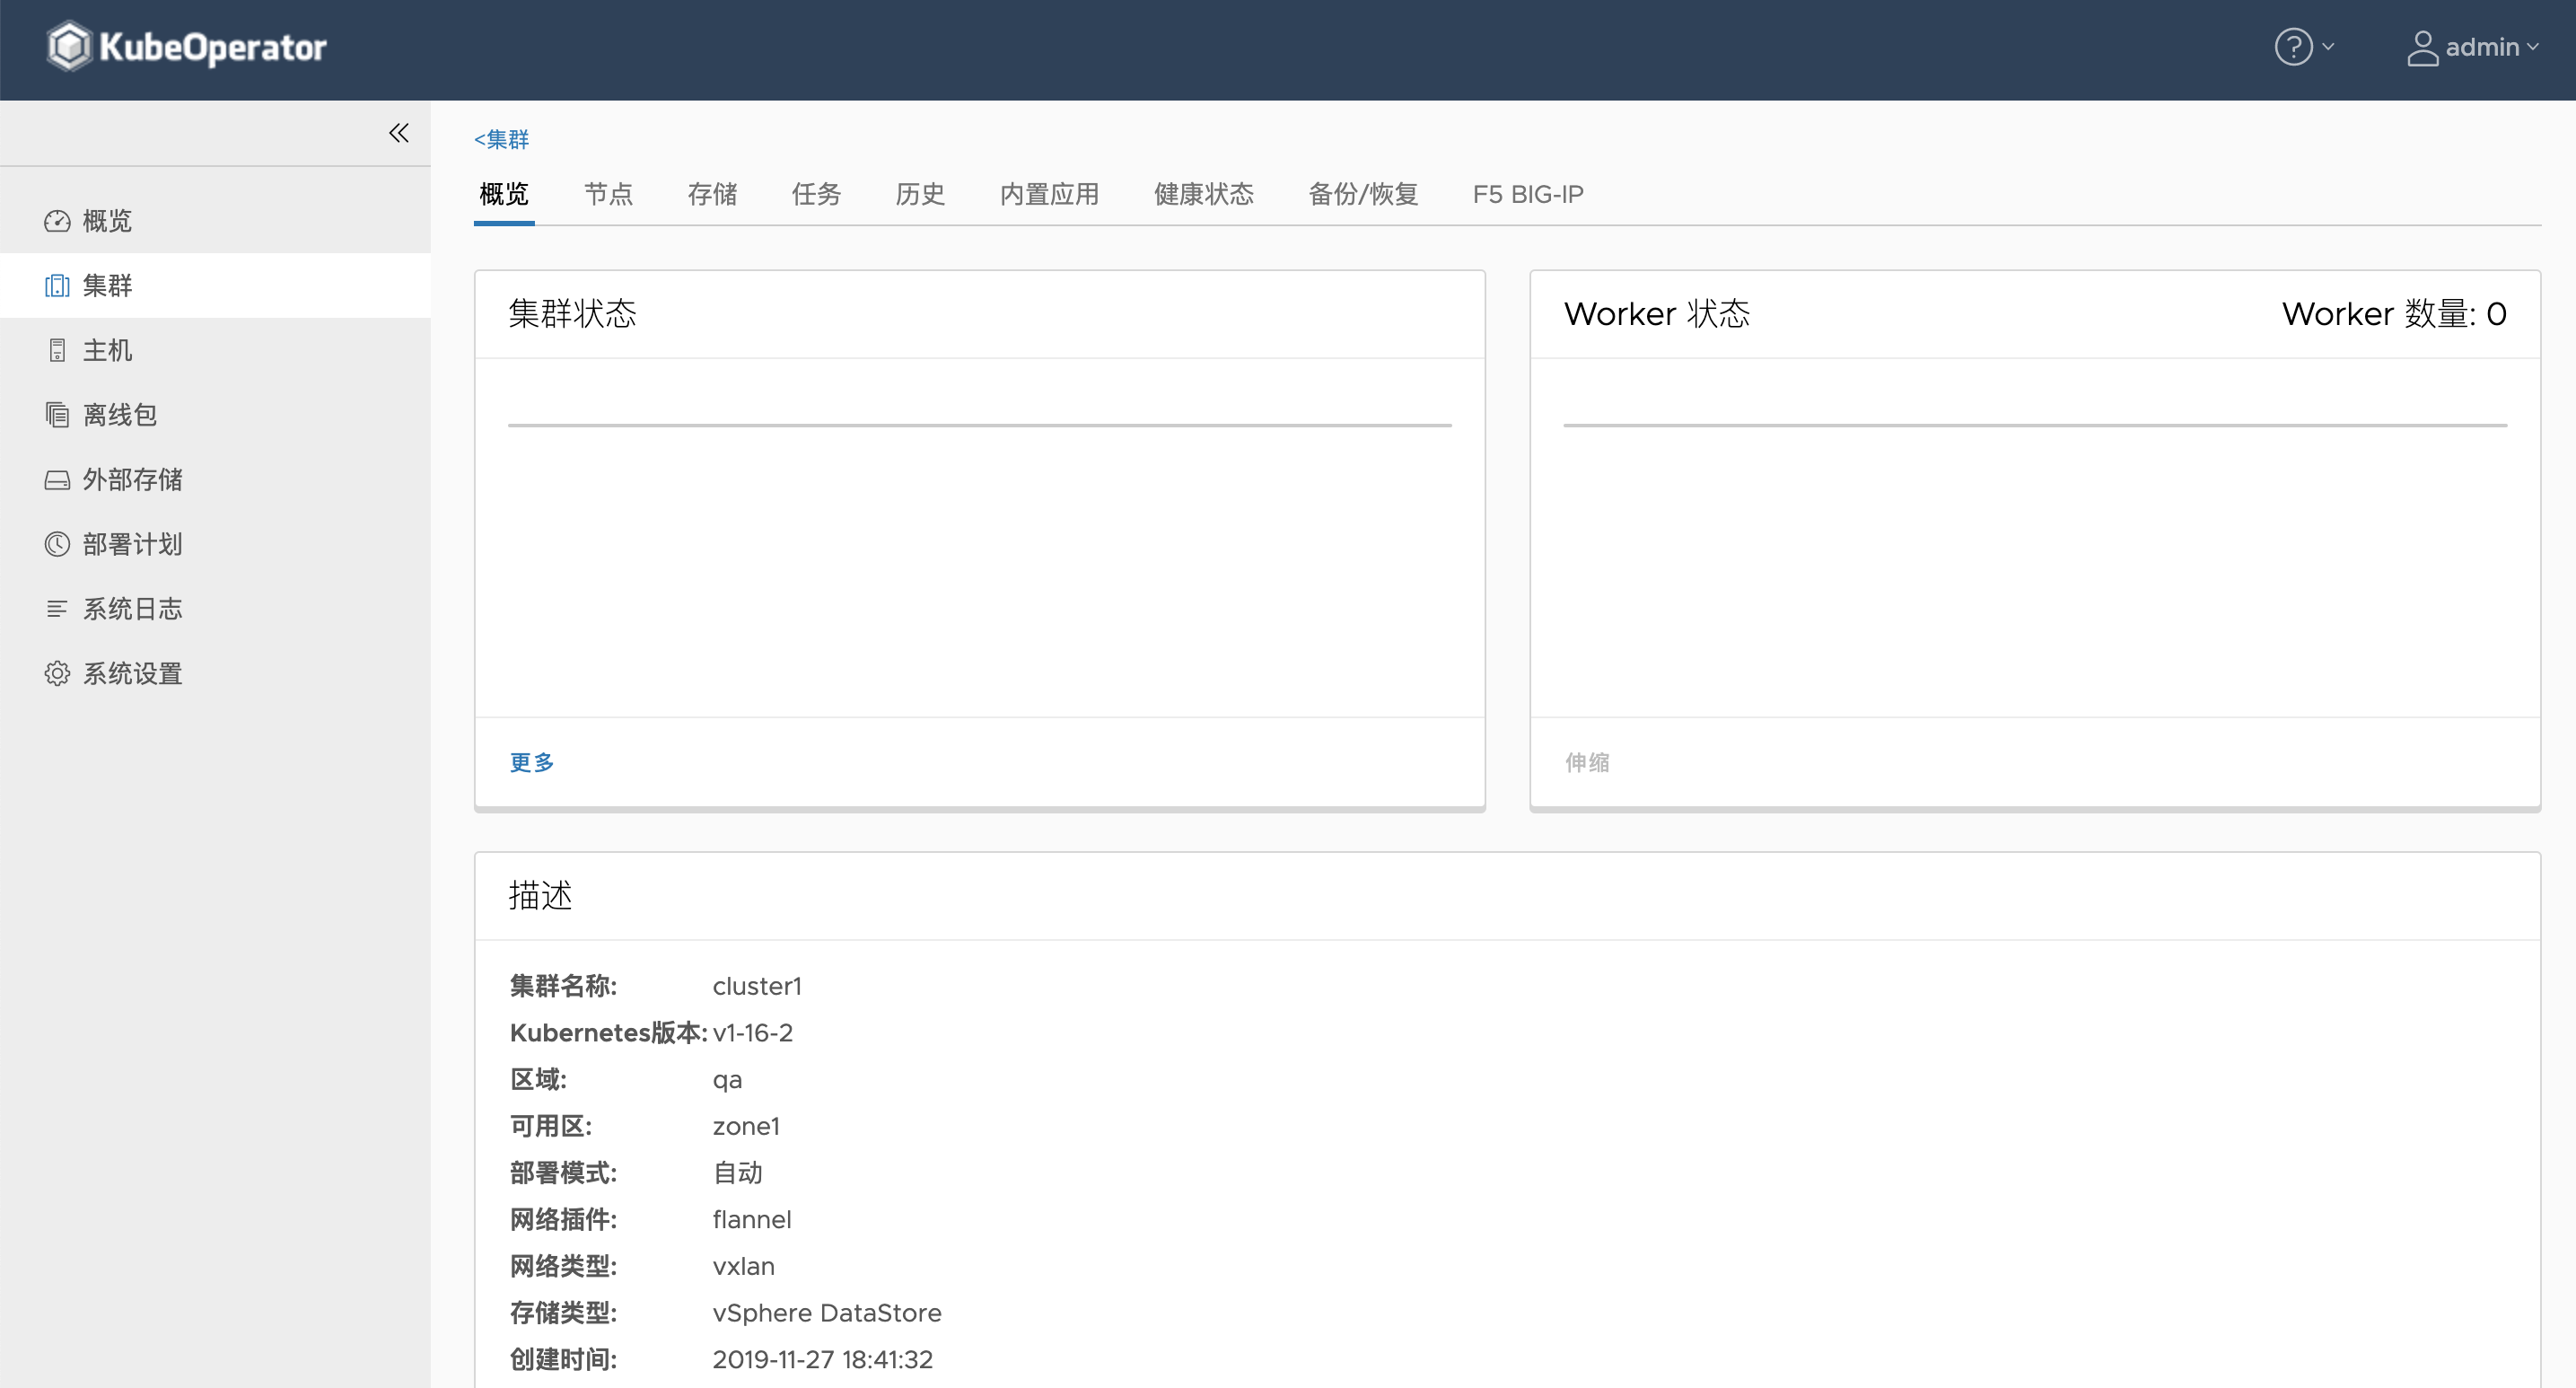 KubeOperator
admin
概览
集群
主机
离线包
外部存储
部署计划
系统日志
系统设置
<集群
概览 节点 存储 任务 历史 内置应用 健康状态 备份/恢复 F5 BIG-IP
集群状态
更多
Worker 状态 Worker 数量: 0
伸缩
描述
集群名称: cluster1
Kubernetes版本: v1-16-2
区域: qa
可用区: zone1
部署模式: 自动
网络插件: flannel
网络类型: vxlan
存储类型: vSphere DataStore
创建时间: 2019-11-27 18:41:32